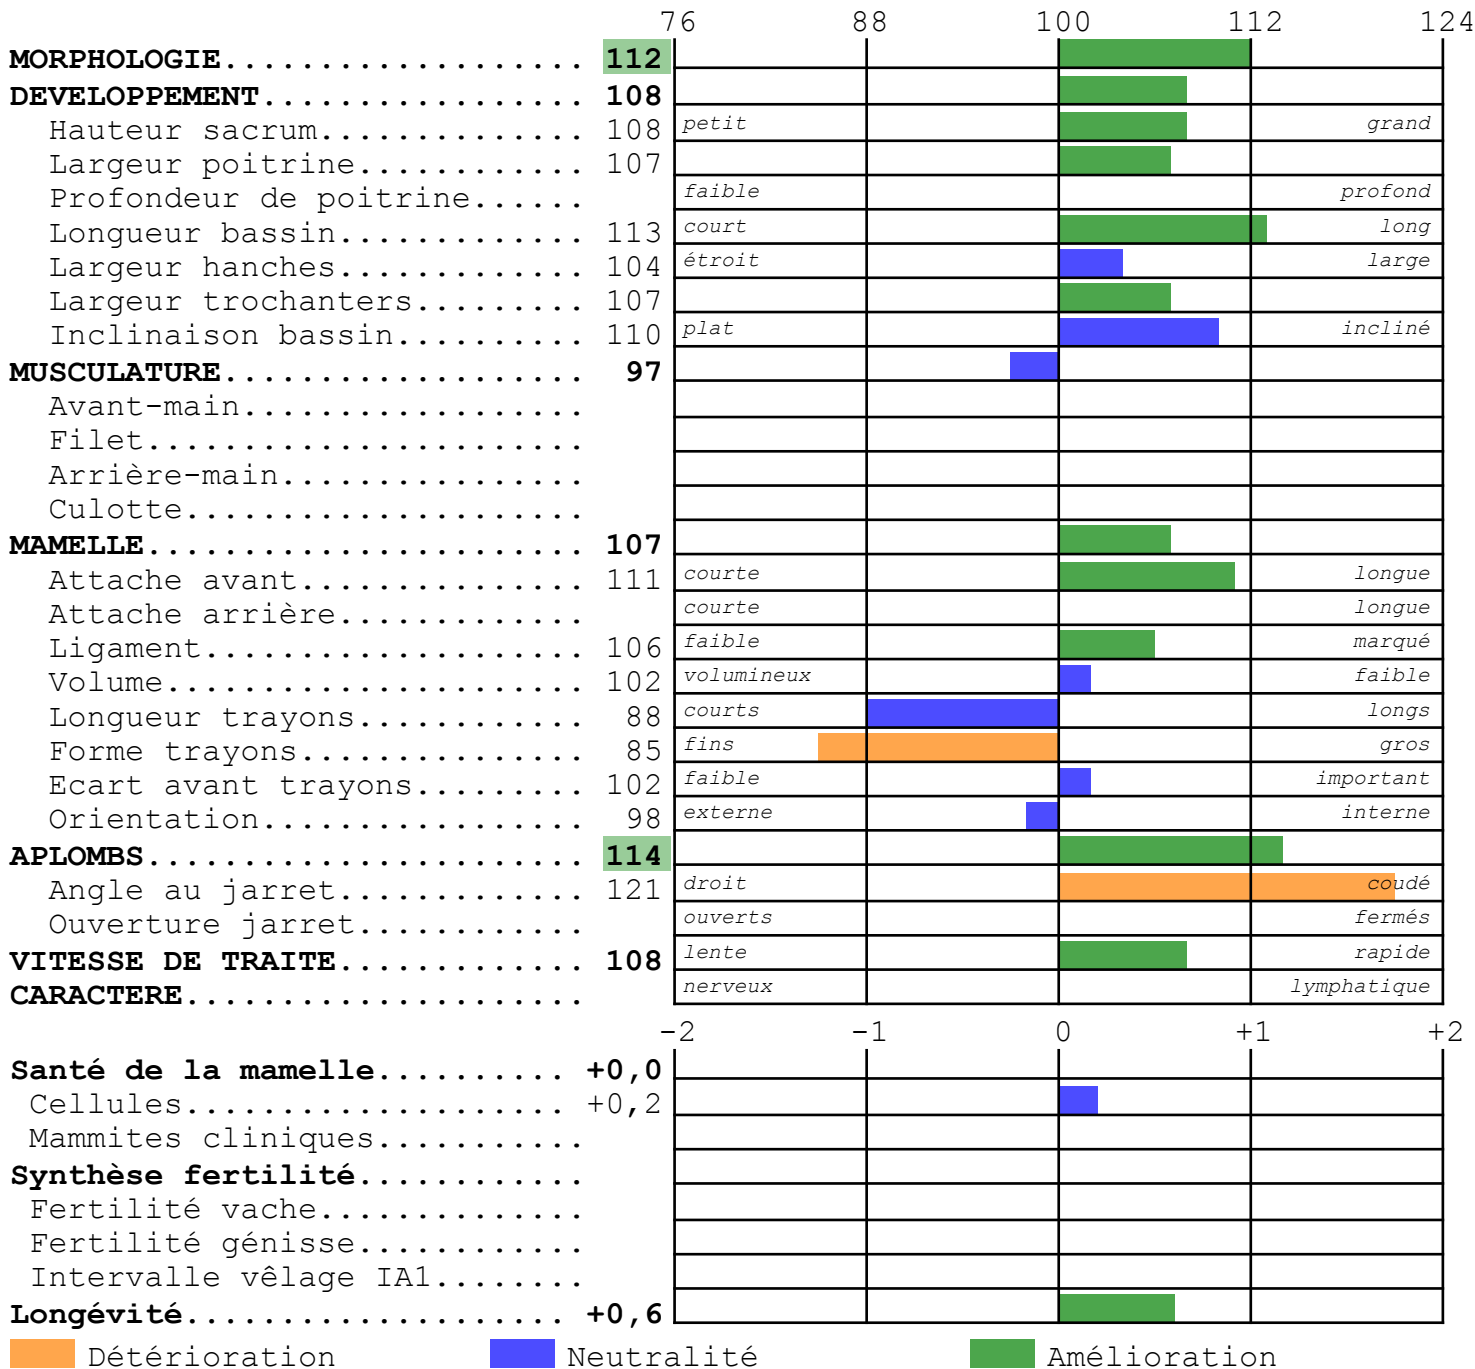 76 88 100 112 124
MORPHOLOGIE................... 112
DEVELOPPEMENT................. 108
Hauteur sacrum.............. 108 petit grand
Largeur poitrine............ 107
Profondeur de poitrine...... faible profond
Longueur bassin............. 113 court long
Largeur hanches............. 104 étroit large
Largeur trochanters......... 107
Inclinaison bassin.......... 110 plat incliné
MUSCULATURE................... 97
Avant-main..................
Filet.......................
Arrière-main................
Culotte.....................
MAMELLE....................... 107
Attache avant............... 111 courte longue
Attache arrière............. courte longue
Ligament.................... 106 faible marqué
Volume...................... 102 volumineux faible
Longueur trayons............ 88 courts longs
Forme trayons............... 85 fins gros
Ecart avant trayons......... 102 faible important
Orientation................. 98 externe interne
APLOMBS....................... 114
Angle au jarret............. 121 droit coudé
Ouverture jarret............ ouverts fermés
VITESSE DE TRAITE............. 108 lente rapide
CARACTERE..................... nerveux lymphatique
-2 -1 0 +1 +2
Santé de la mamelle.......... +0,0
Cellules.................... +0,2
Mammites cliniques...........
Synthèse fertilité............
Fertilité vache..............
Fertilité génisse............
Intervalle vêlage IA1........
Longévité.................... +0,6
Détérioration Neutralité Amélioration